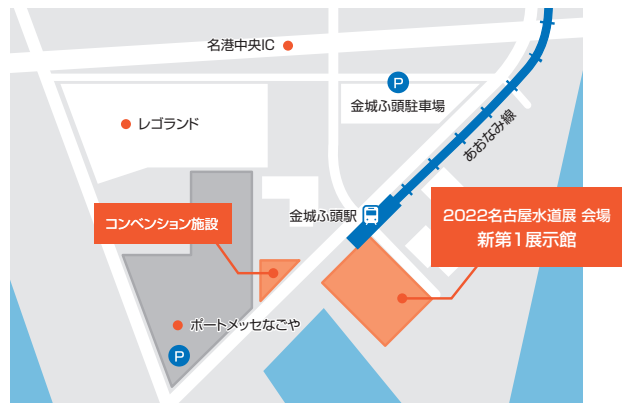 名港中央IC
P
金城ふ頭駐車場
レゴランド
あおなみ線
金城ふ頭駅
コンベンション施設
2022名古屋水道展 会場
新第1展示館
ポートメッセなごや
P